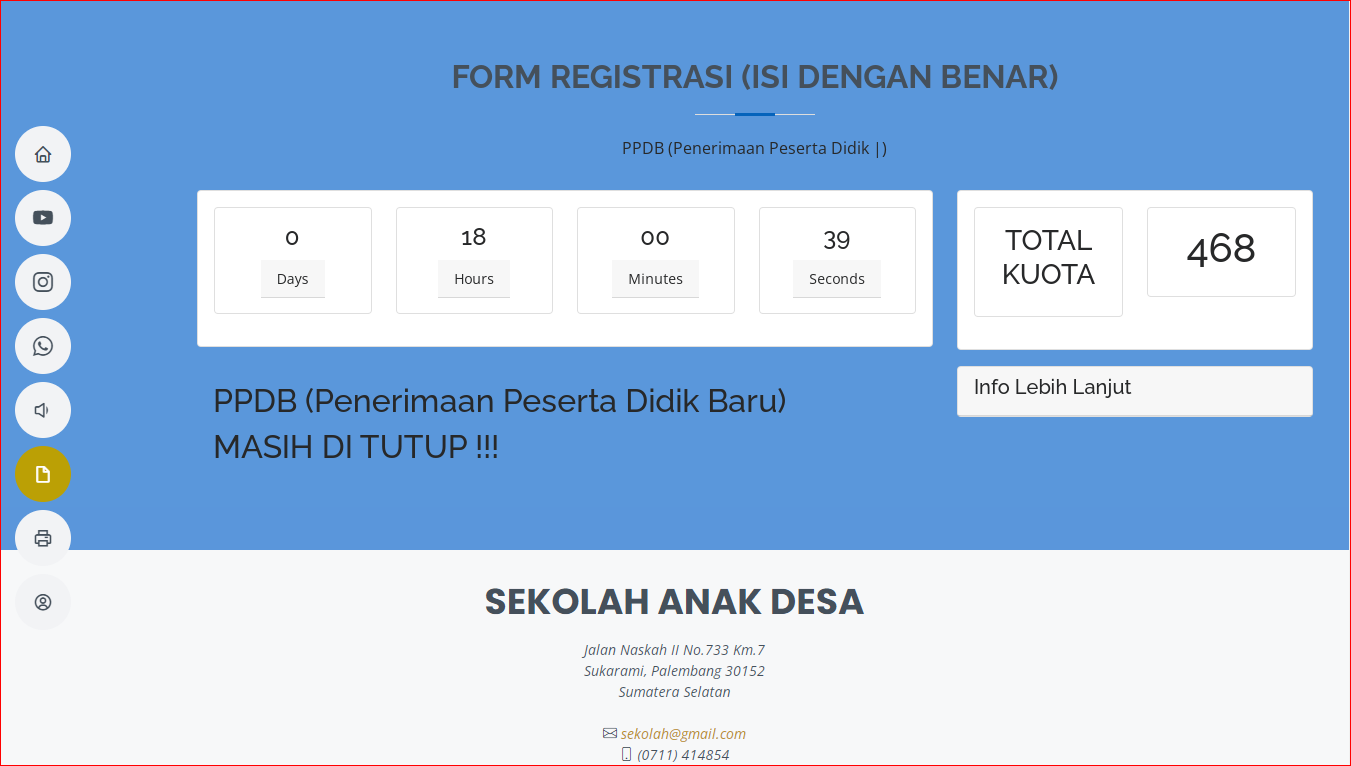 FORM REGISTRASI (ISI DENGAN BENAR)
PPDB (Penerimaan Peserta Didik |)
0
Days
18
Hours
00
Minutes
39
Seconds
TOTAL
KUOTA
468
Info Lebih Lanjut
PPDB (Penerimaan Peserta Didik Baru)
MASIH DI TUTUP !!!
SEKOLAH ANAK DESA
Jalan Naskah II No.733 Km.7
Sukarami, Palembang 30152
Sumatera Selatan
sekolah@gmail.com
(0711) 414854